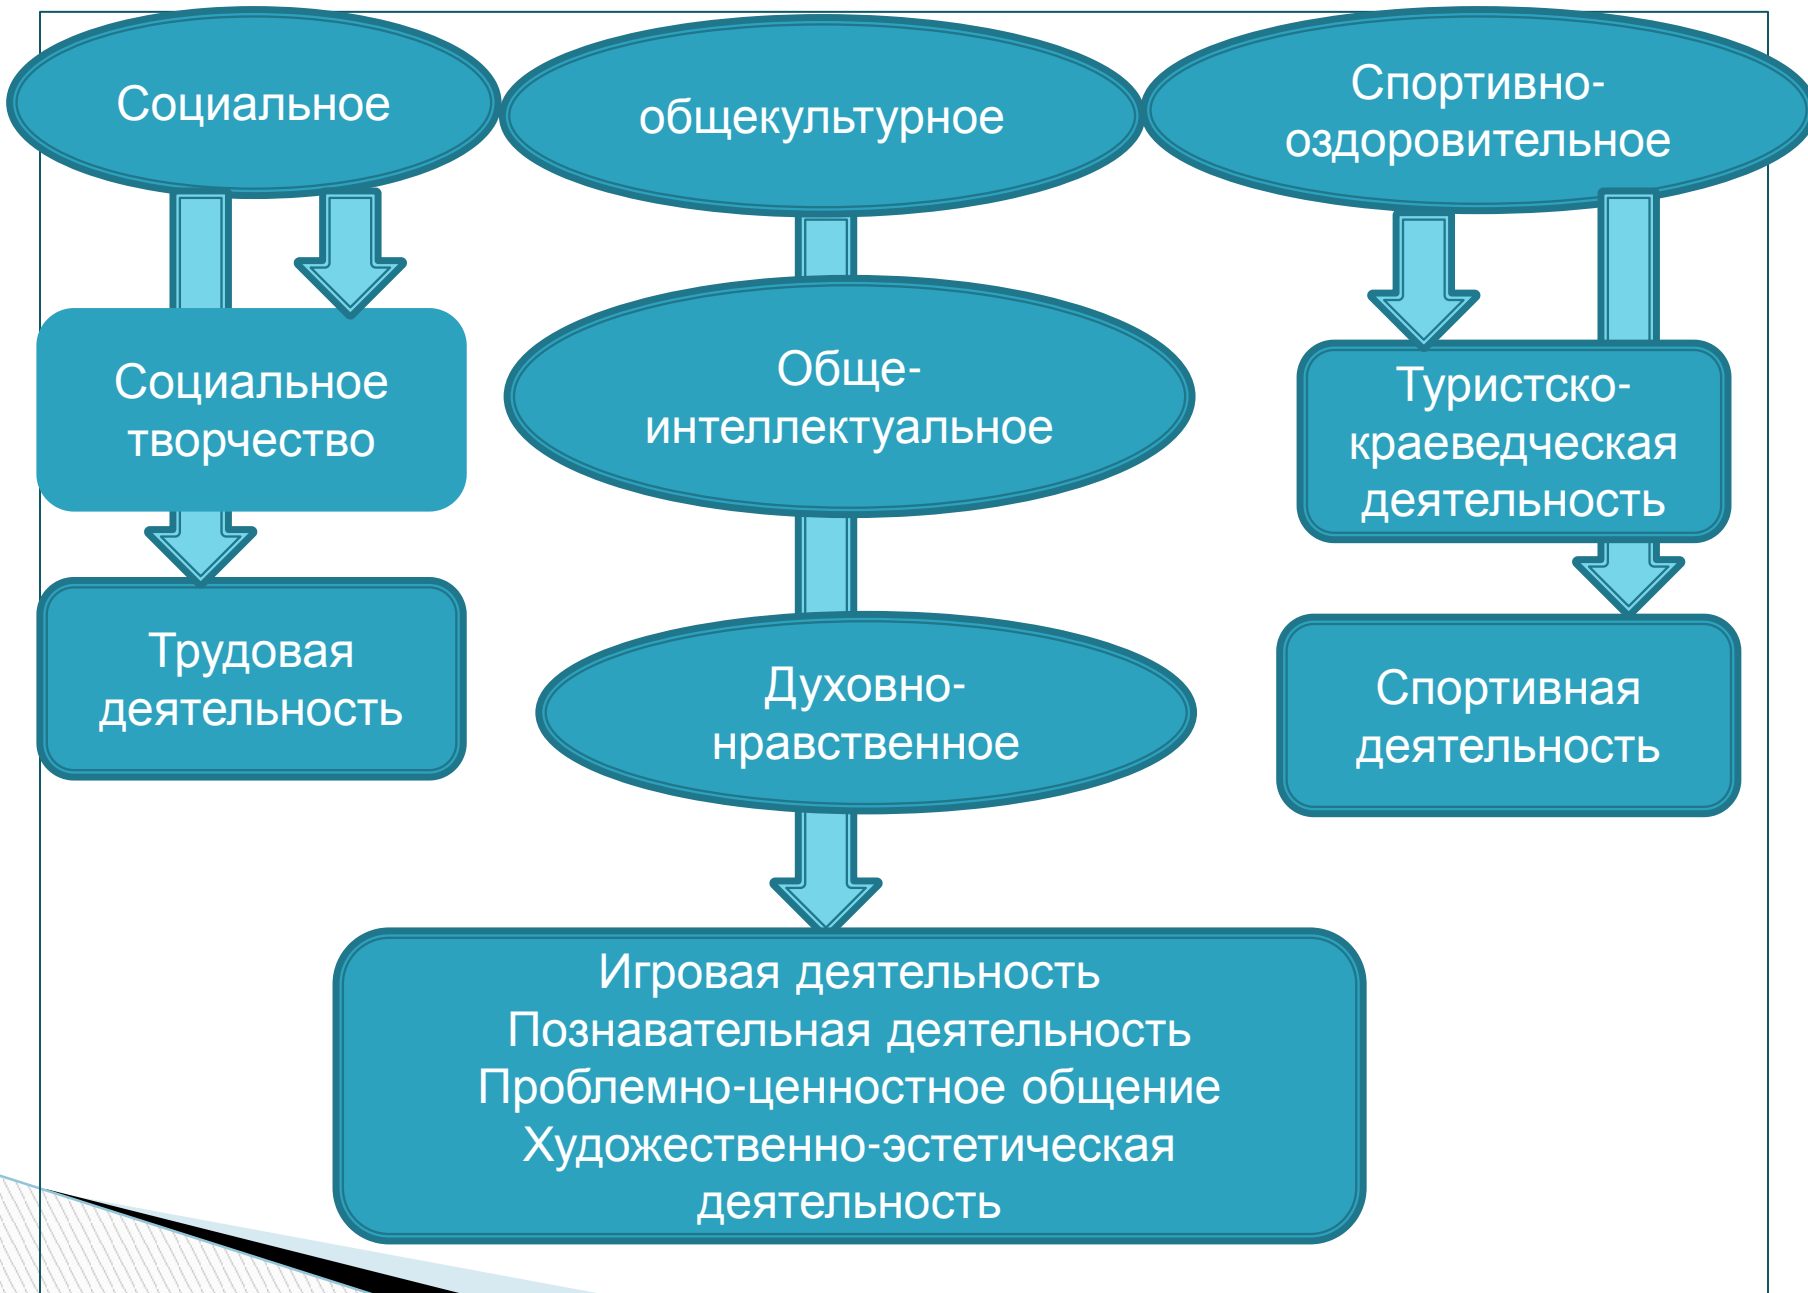 Социальное
общекультурное
Спортивно-
оздоровительное
Социальное
творчество
Обще-
интеллектуальное
Туристско-
краеведческая
деятельность
Трудовая
деятельность
Духовно-
нравственное
Спортивная
деятельность
Игровая деятельность
Познавательная деятельность
Проблемно-ценностное общение
Художественно-эстетическая
деятельность